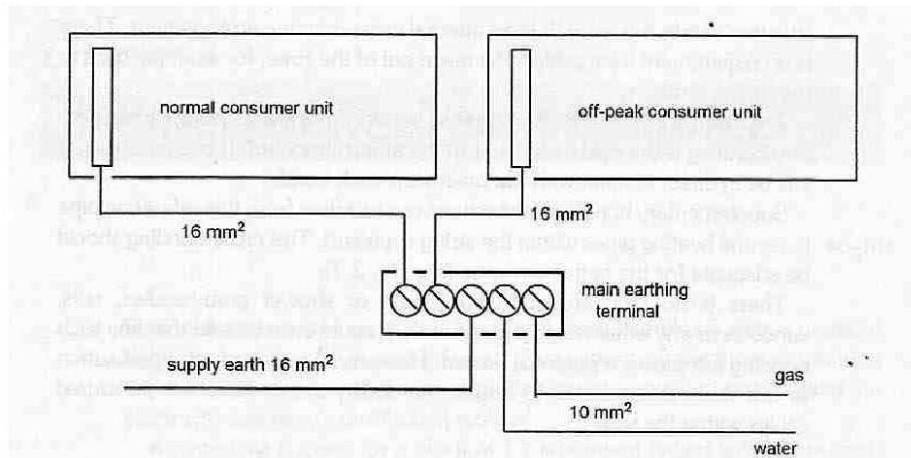 normal consumer unit
off-peak consumer unit
16 mm²
16 mm²
main earthing
terminal
supply earth 16 mm²
gas
10 mm²
water